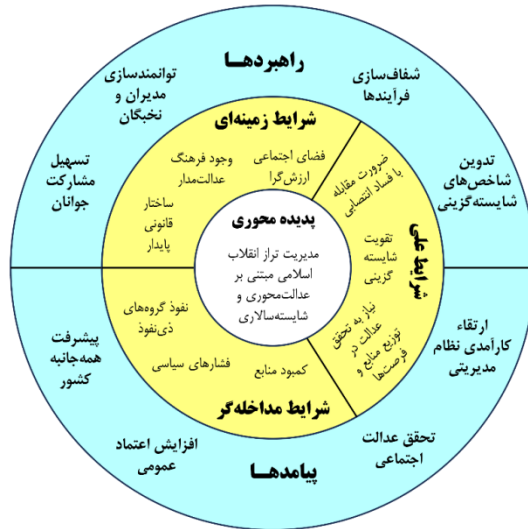 راهبردهـا
شفاف‌سازی
فرآیندها
توانمندسازی
مدیران و
نخبگان
تدوین
شاخص‌های
شایسته‌گزینی
تسهیل
مشارکت
جوانان
شرایط زمینه‌ای
فضای اجتماعی
ارزش‌گرا
وجود فرهنگ
عدالت‌مدار
ساختار
قانونی
پایدار
شرایط علی
ضرورت مقابله
با فساد انتصابی
تقویت
شایسته
گزینی
نیاز به تحقق
عدالت در
توزیع منابع و
فرصت‌ها
پدیده محوری
مدیریت تراز انقلاب
اسلامی مبتنی بر
عدالت‌محوری و
شایسته‌سالاری
نفوذ گروه‌های
ذی‌نفوذ
فشارهای سیاسی
کمبود منابع
شرایط مداخله‌گر
ارتقاء
کارآمدی نظام
مدیریتی
پیشرفت
همه‌جانبه
کشور
تحقق عدالت
اجتماعی
افزایش اعتماد
عمومی
پیامدهـا